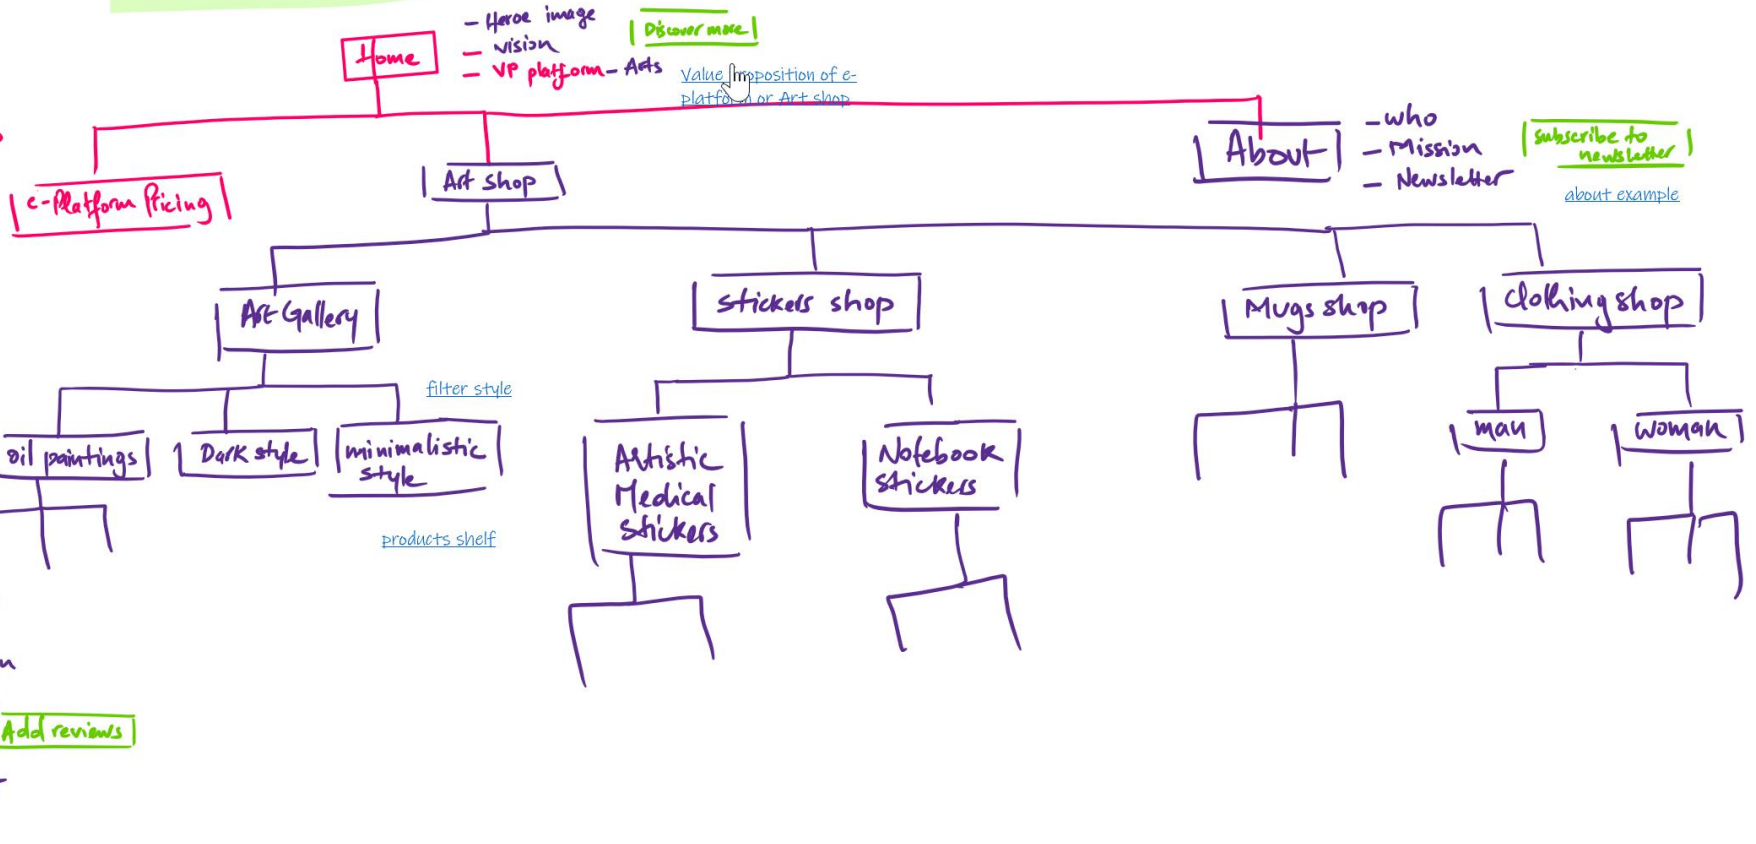 - Heroe image
Discover more
Home
- vision
- VP platform - Arts
Value proposition of e-
platform or Art shop
- who
About
- Mission
- Newsletter
subscribe to
newsletter
about example
e-Platform Pricing
Art shop
Art Gallery
stickers shop
Mugs shop
Clothing shop
filter style
oil paintings
Dark style
minimalistic
style
Artistic
Medical
stickers
Notebook
stickers
man
woman
products shelf
Add reviews